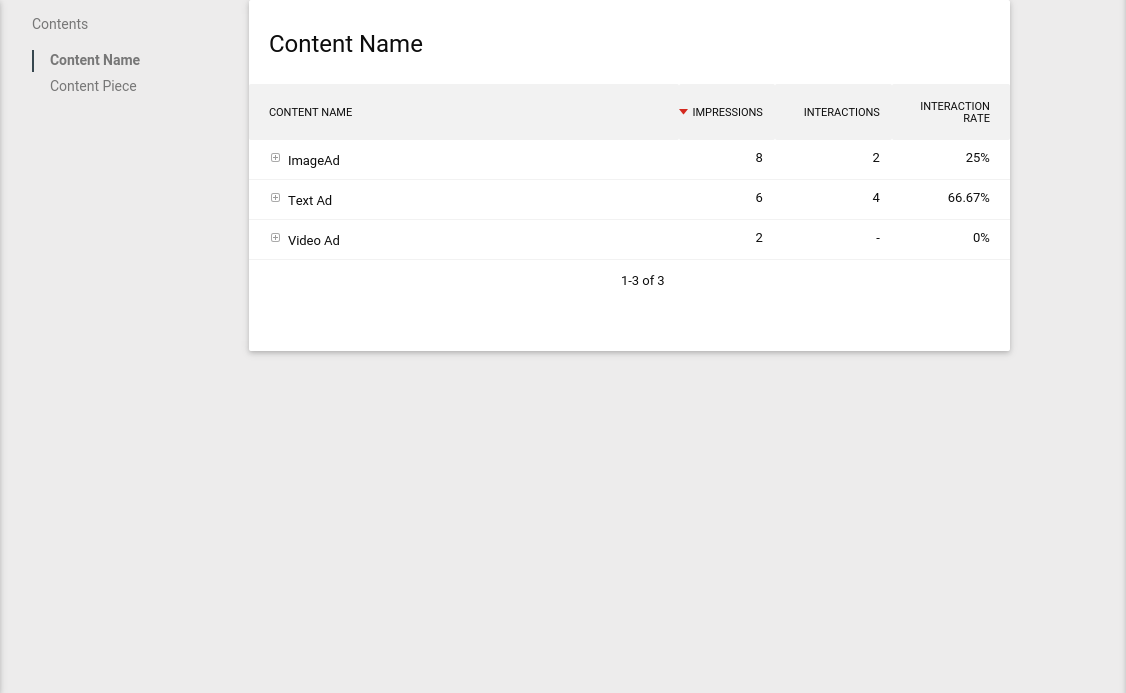 Contents
Content Name
Content Piece
Content Name
CONTENT NAME IMPRESSIONS INTERACTIONS INTERACTION RATE
ImageAd 8 2 25%
Text Ad 6 4 66.67%
Video Ad 2 - 0%
1-3 of 3